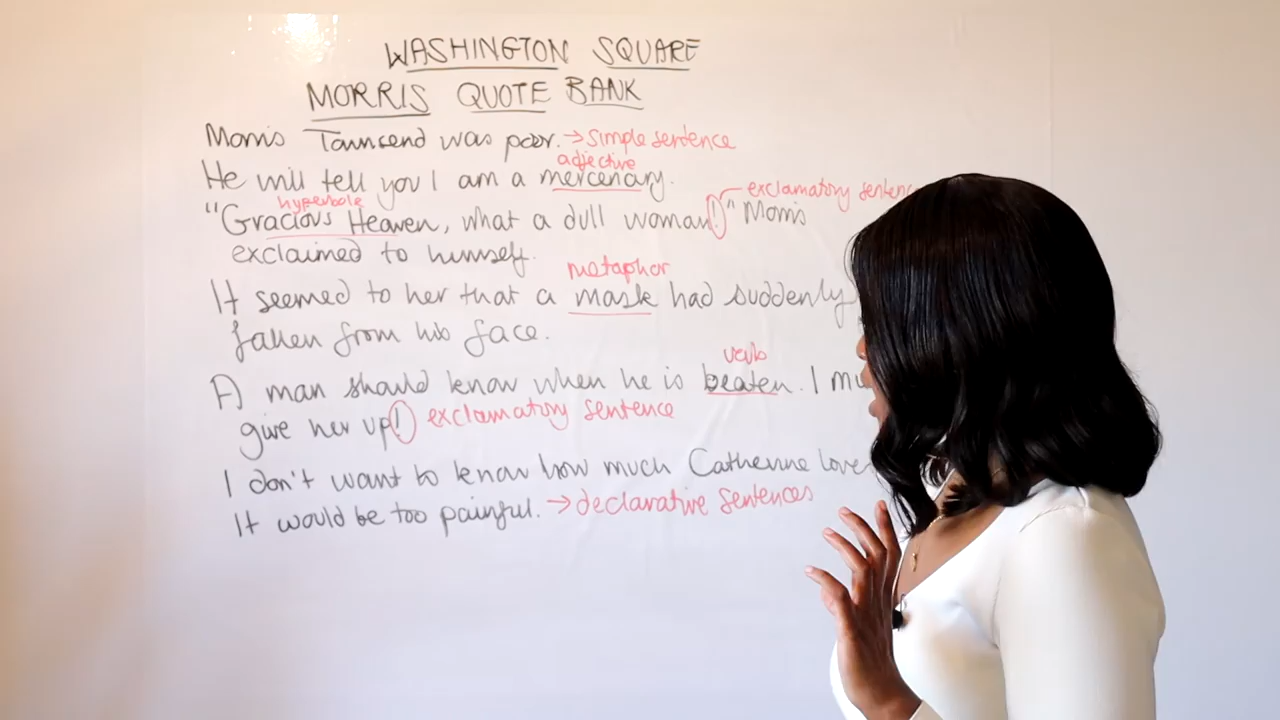 WASHINGTON SQUARE
MORRIS QUOTE BANK
Morris Townsend was poor. → simple sentence
adjective
He will tell you I am a mercenary.
exclamatory sentence
hyperbole
"Gracious Heaven, what a dull woman!" Morris
exclaimed to himself.
metaphor
It seemed to her that a mask had suddenly
fallen from his face.
verb
A man should know when he is beaten. I
give her up! exclamatory sentence
I don't want to know how much Catherine
It would be too painful. → declarative sentences